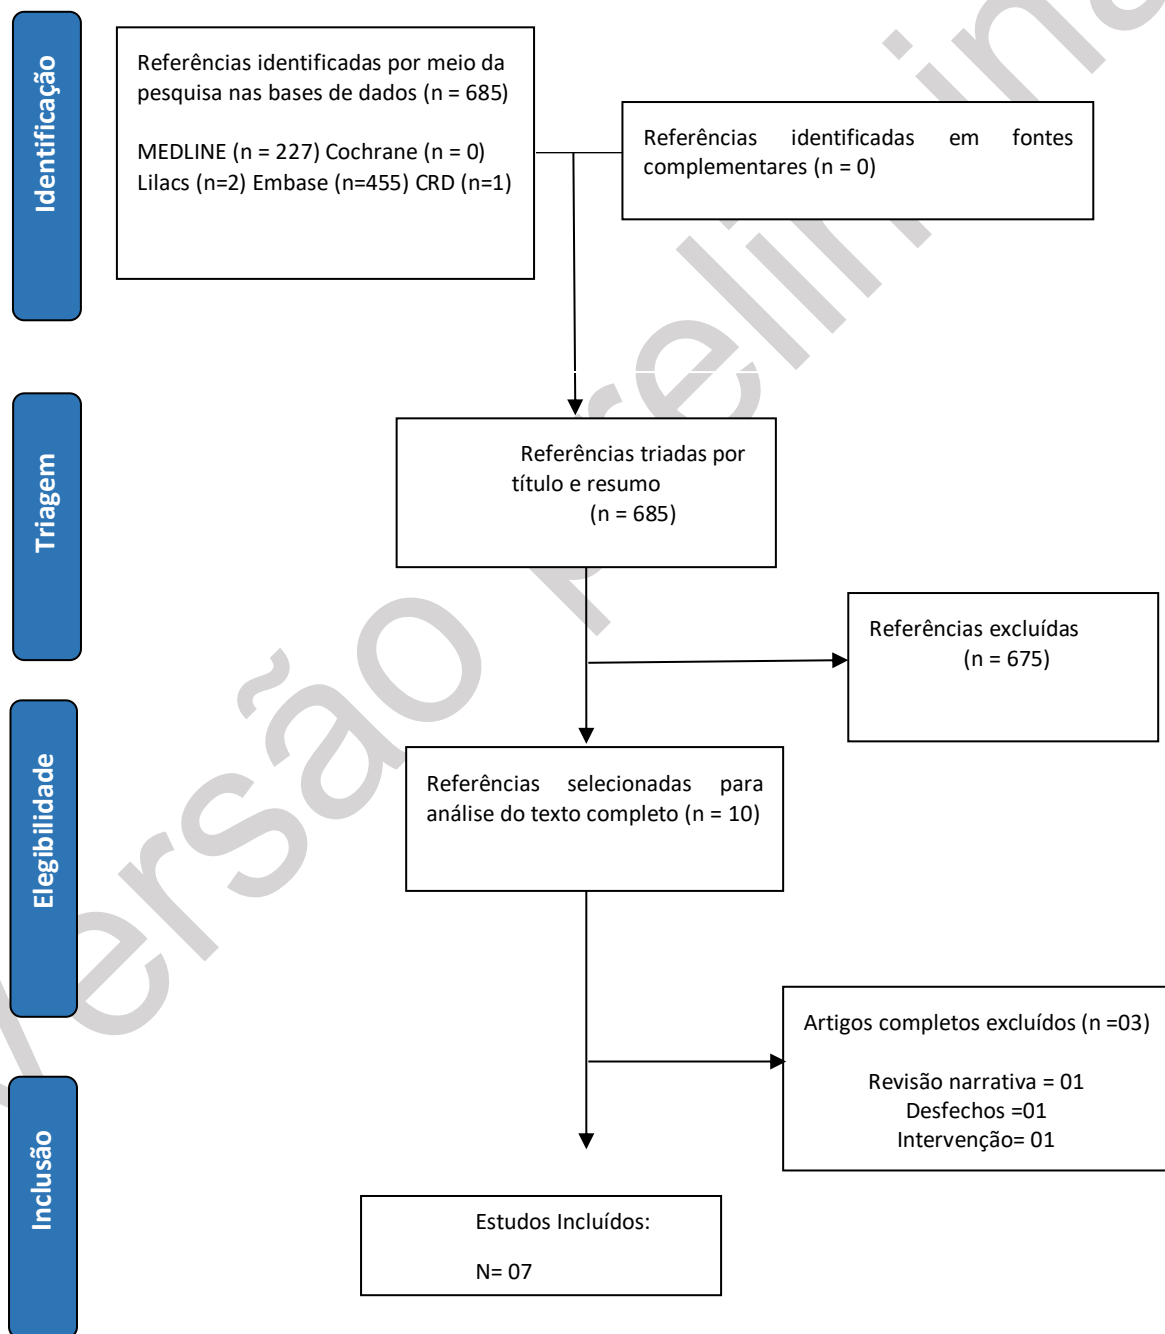 Identificação
Referências identificadas por meio da
pesquisa nas bases de dados (n = 685)
MEDLINE (n = 227) Cochrane (n = 0)
Lilacs (n=2) Embase (n=455) CRD (n=1)
Referências identificadas em fontes
complementares (n = 0)
Triagem
Referências triadas por
título e resumo
(n = 685)
Referências excluídas
(n = 675)
Elegibilidade
Referências selecionadas para
análise do texto completo (n = 10)
Artigos completos excluídos (n =03)
Revisão narrativa = 01
Desfechos =01
Intervenção= 01
Inclusão
Estudos Incluídos:
N= 07
Versão prelimina